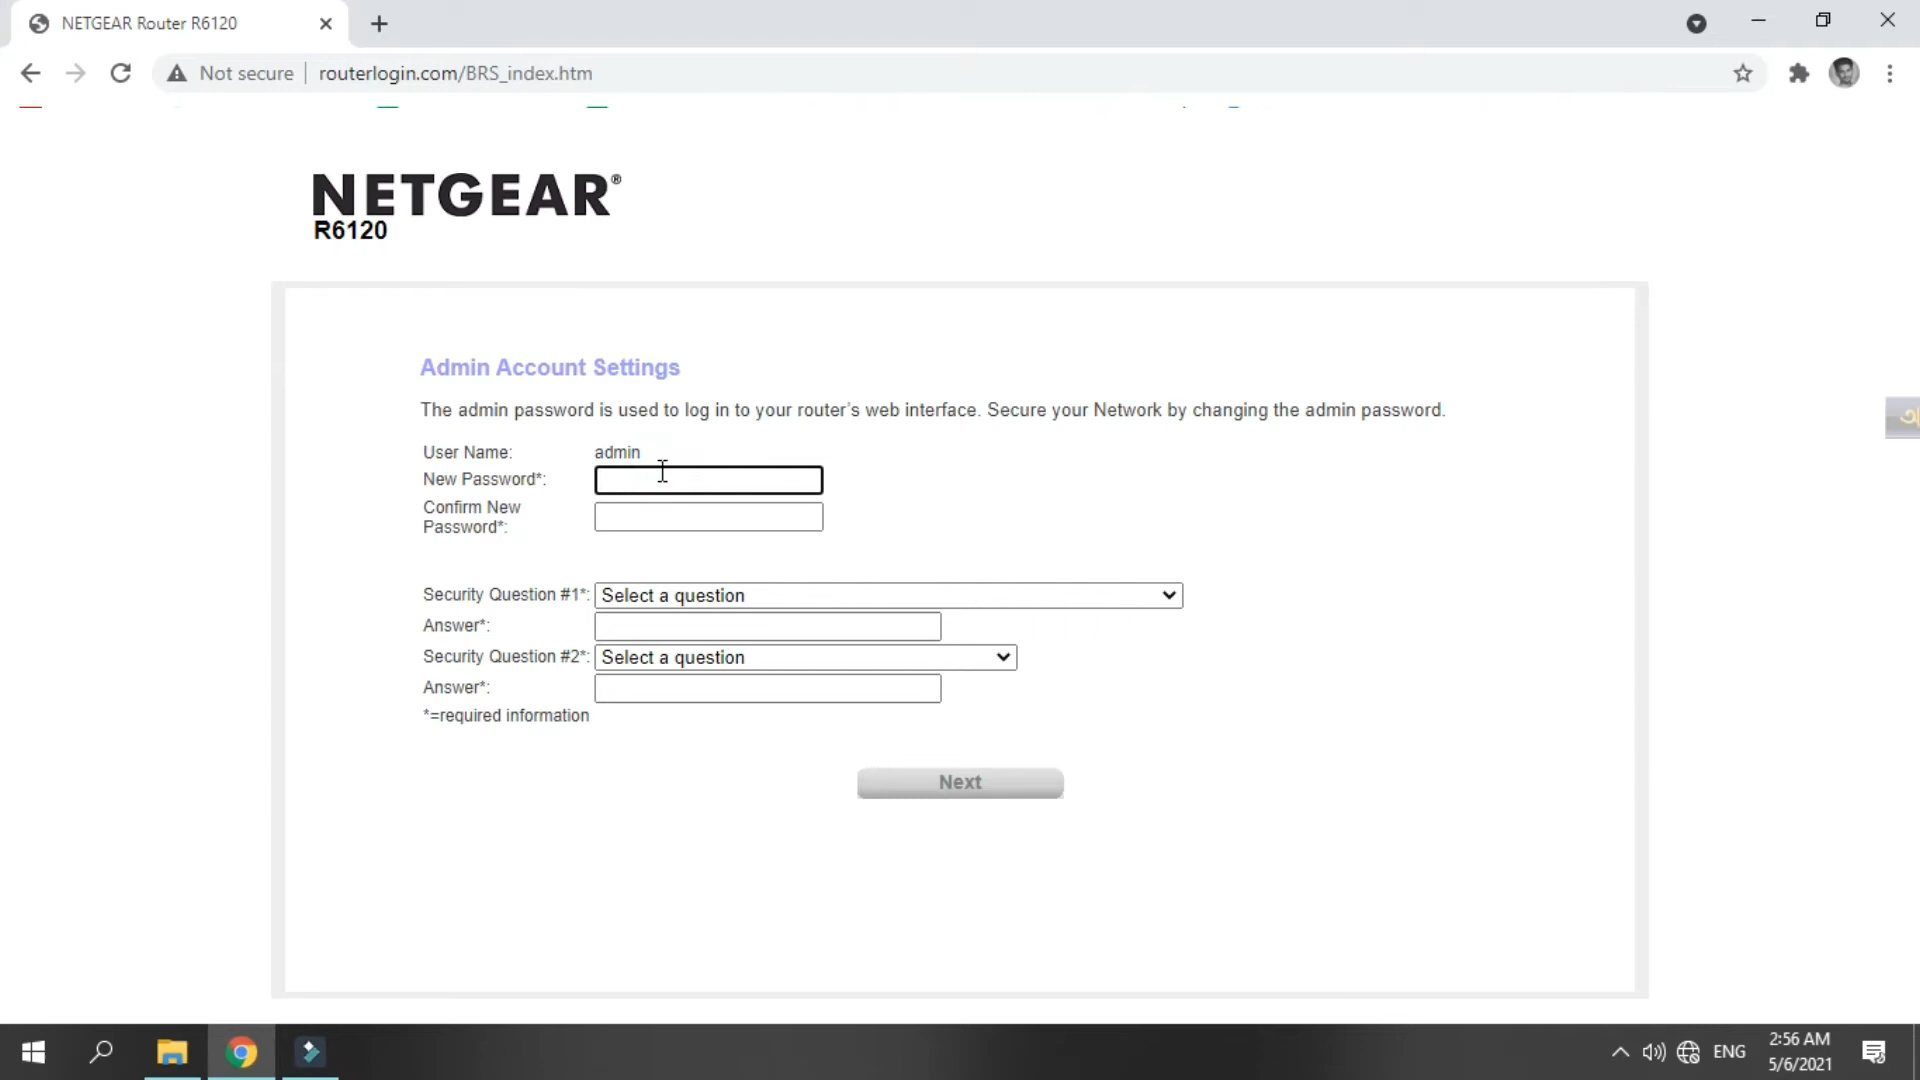 NETGEAR Router R6120
Not secure
routerlogin.com/BRS_index.htm
NETGEAR®
R6120
Admin Account Settings
The admin password is used to log in to your router's web interface. Secure your Network by changing the admin password.
User Name: admin
New Password*:
Confirm New
Password*:
Security Question #1*: Select a question
Answer*:
Security Question #2*: Select a question
Answer*:
*=required information
Next
ENG
2:56 AM
5/6/2021